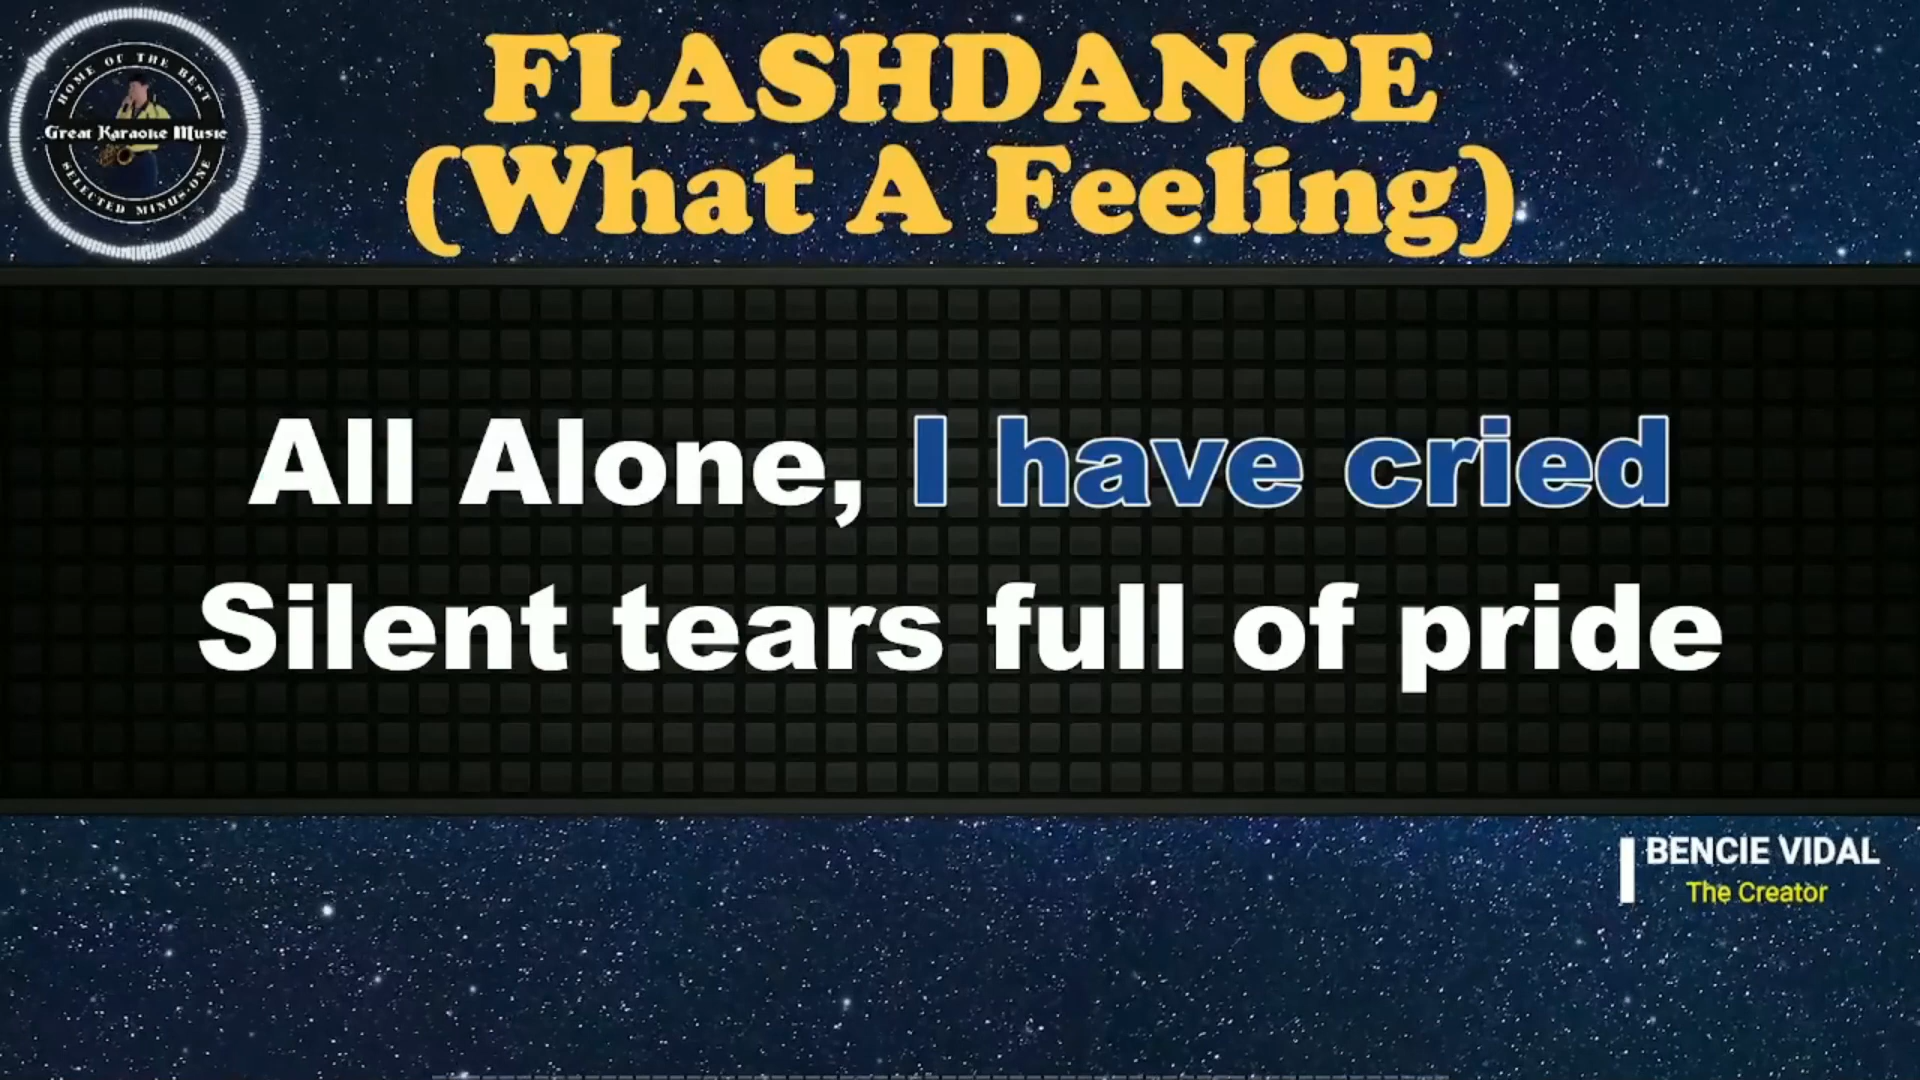 HOME OF THE BEST
Great Karaoke Music
SELECTED MINUS-ONE
FLASHDANCE
(What A Feeling)
All Alone, I have cried
Silent tears full of pride
BENCIE VIDAL
The Creator